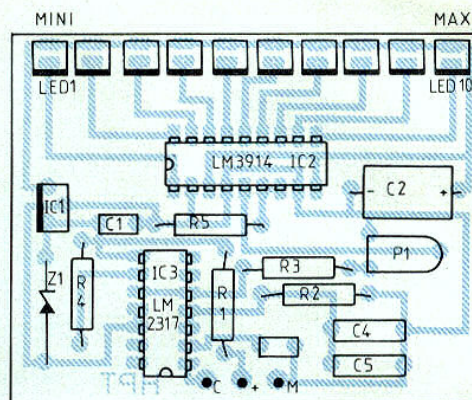 MINI MAX
LED1 LED10
LM3914 IC2
- C2 +
IC1
C1
R5
P1
Z1
R4
IC3
LM
2317
R1
R3
R2
C4
C5
C + M